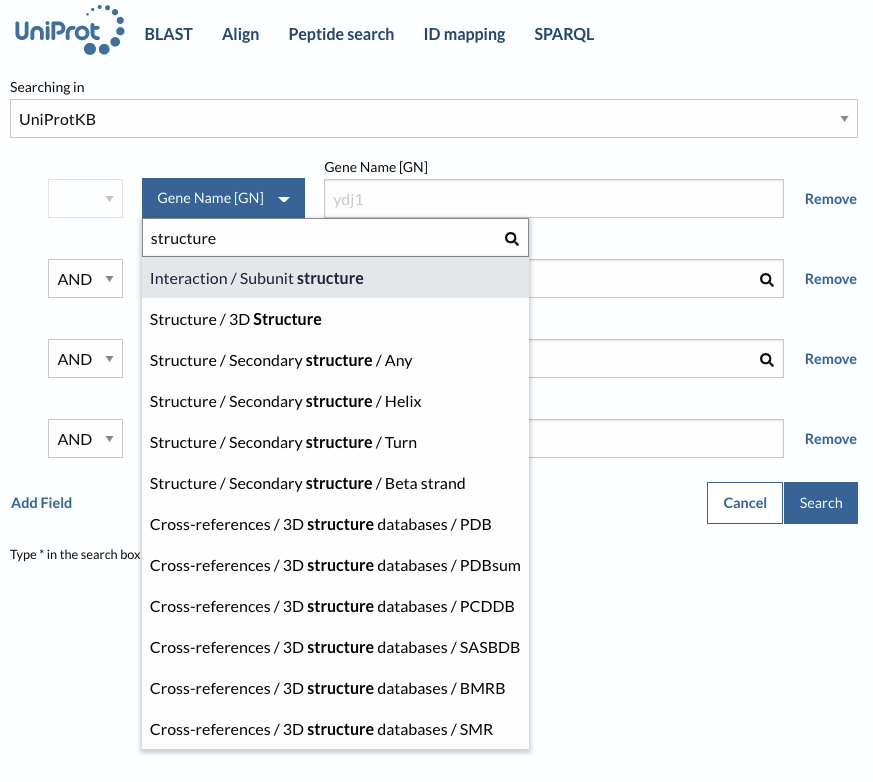 UniProt BLAST Align Peptide search ID mapping SPARQL
Searching in
UniProtKB
Gene Name [GN]
Gene Name [GN] ydj1 Remove
structure
AND Interaction / Subunit structure Remove
Structure / 3D Structure
AND Structure / Secondary structure / Any Remove
Structure / Secondary structure / Helix
AND Structure / Secondary structure / Turn Remove
Structure / Secondary structure / Beta strand
Add Field Cancel Search
Cross-references / 3D structure databases / PDB
Type * in the search box
Cross-references / 3D structure databases / PDBsum
Cross-references / 3D structure databases / PCDDB
Cross-references / 3D structure databases / SASBDB
Cross-references / 3D structure databases / BMRB
Cross-references / 3D structure databases / SMR